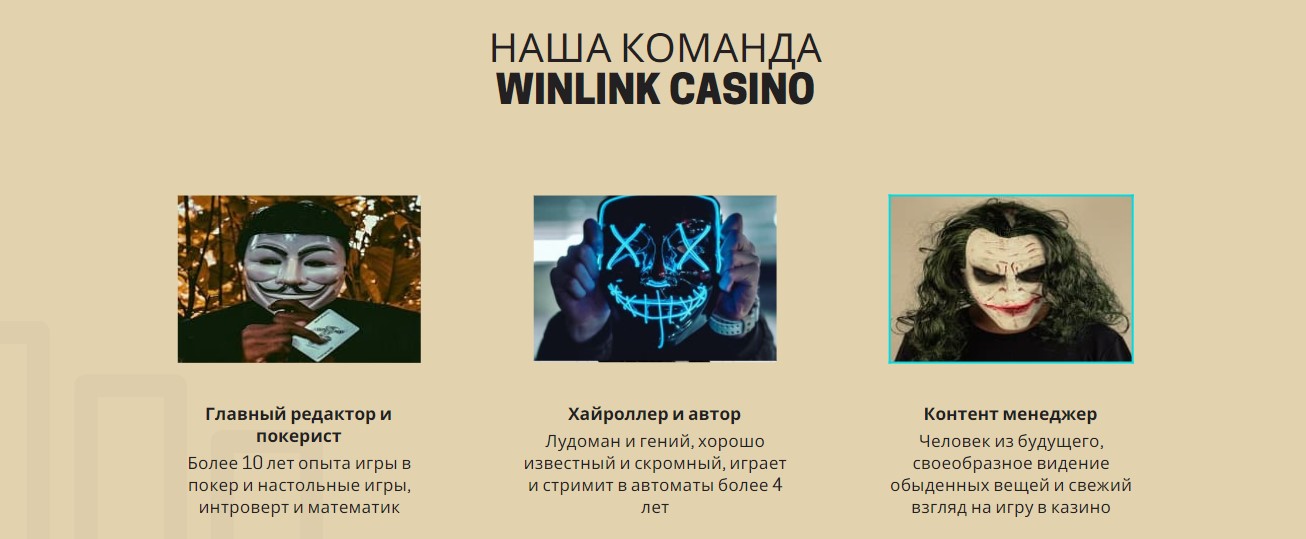 НАША КОМАНДА
WINLINK CASINO
Главный редактор и
покерист
Более 10 лет опыта игры в
покер и настольные игры,
интроверт и математик
Хайроллер и автор
Лудоман и гений, хорошо
известный и скромный, играет
и стримит в автоматы более 4
лет
Контент менеджер
Человек из будущего,
своеобразное видение
обыденных вещей и свежий
взгляд на игру в казино